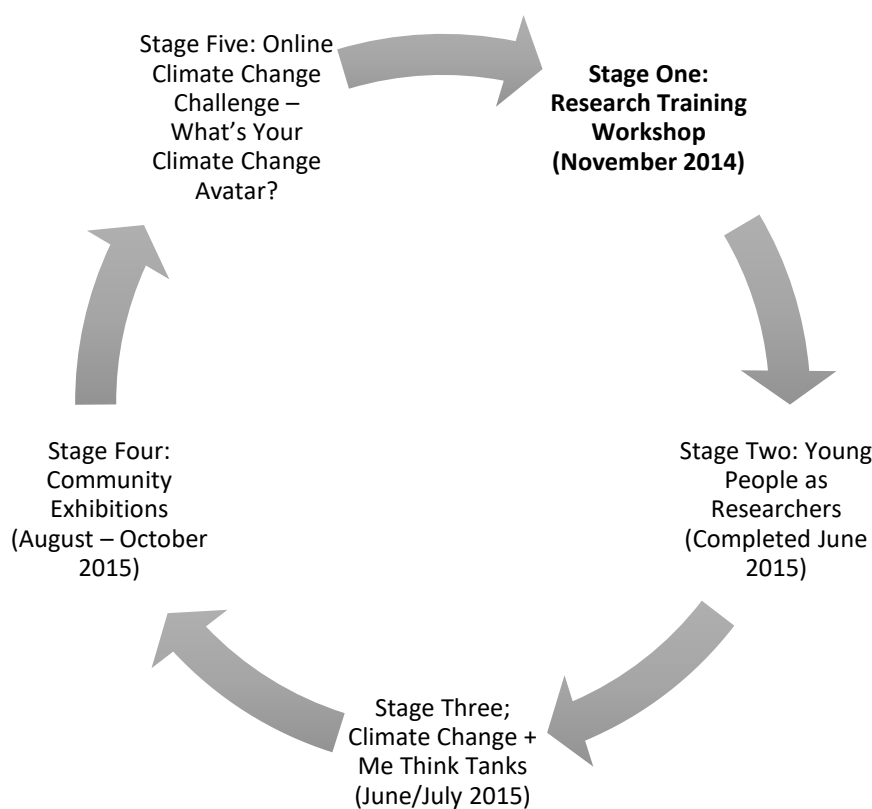 Stage One:
Research Training
Workshop
(November 2014)
Stage Two: Young
People as
Researchers
(Completed June
2015)
Stage Three;
Climate Change +
Me Think Tanks
(June/July 2015)
Stage Four:
Community
Exhibitions
(August – October
2015)
Stage Five: Online
Climate Change
Challenge –
What's Your
Climate Change
Avatar?